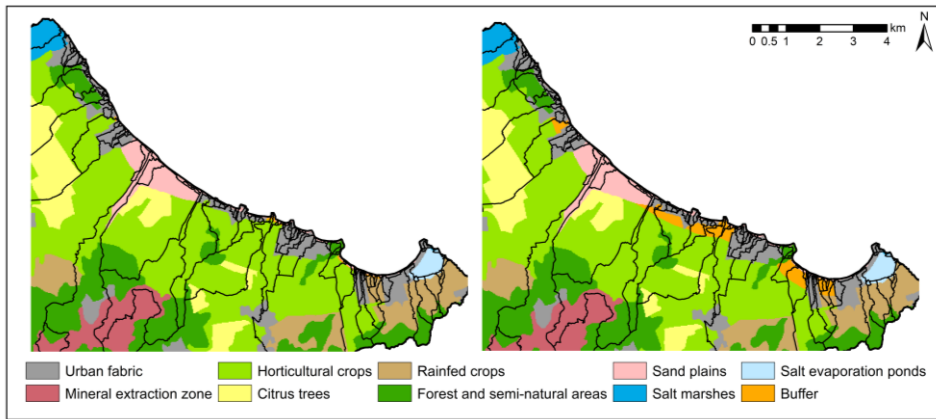 km
N
0 0.5 1 2 3 4
Urban fabric
Horticultural crops
Rainfed crops
Sand plains
Salt evaporation ponds
Mineral extraction zone
Citrus trees
Forest and semi-natural areas
Salt marshes
Buffer